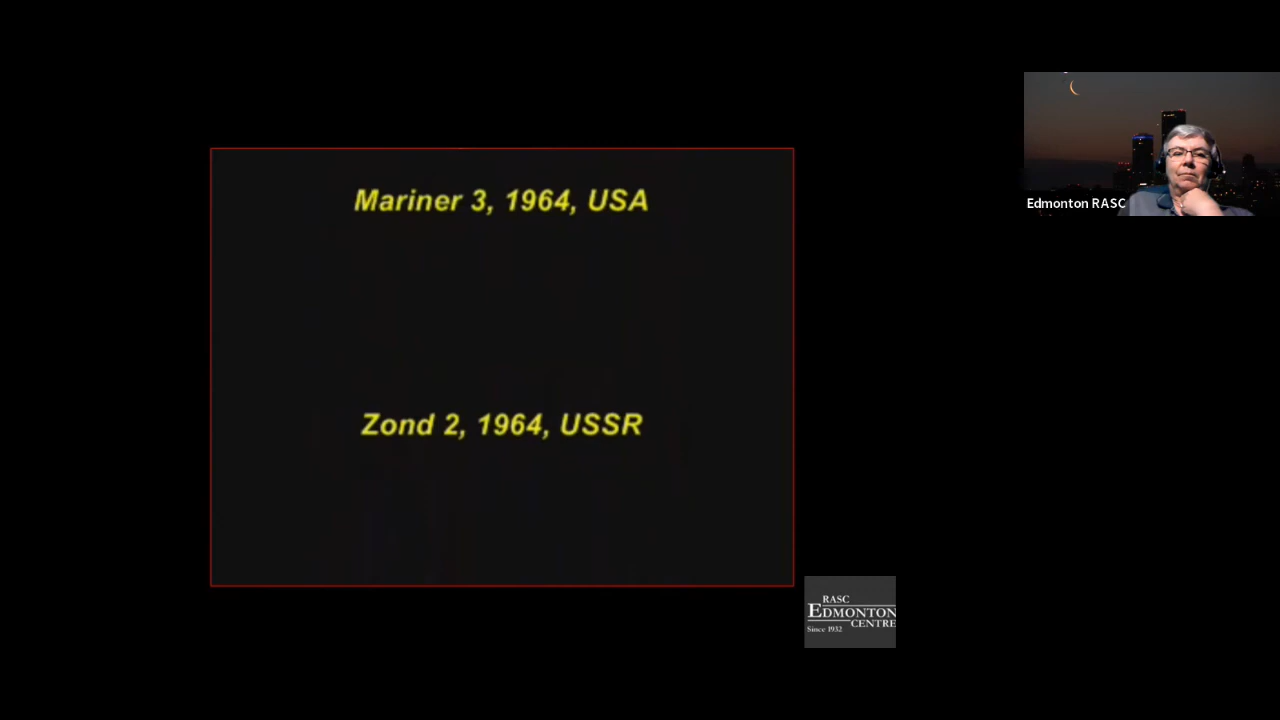 Mariner 3, 1964, USA
Edmonton RASC
Zond 2, 1964, USSR
RASC
EDMONTON
CENTRE
Since 1932